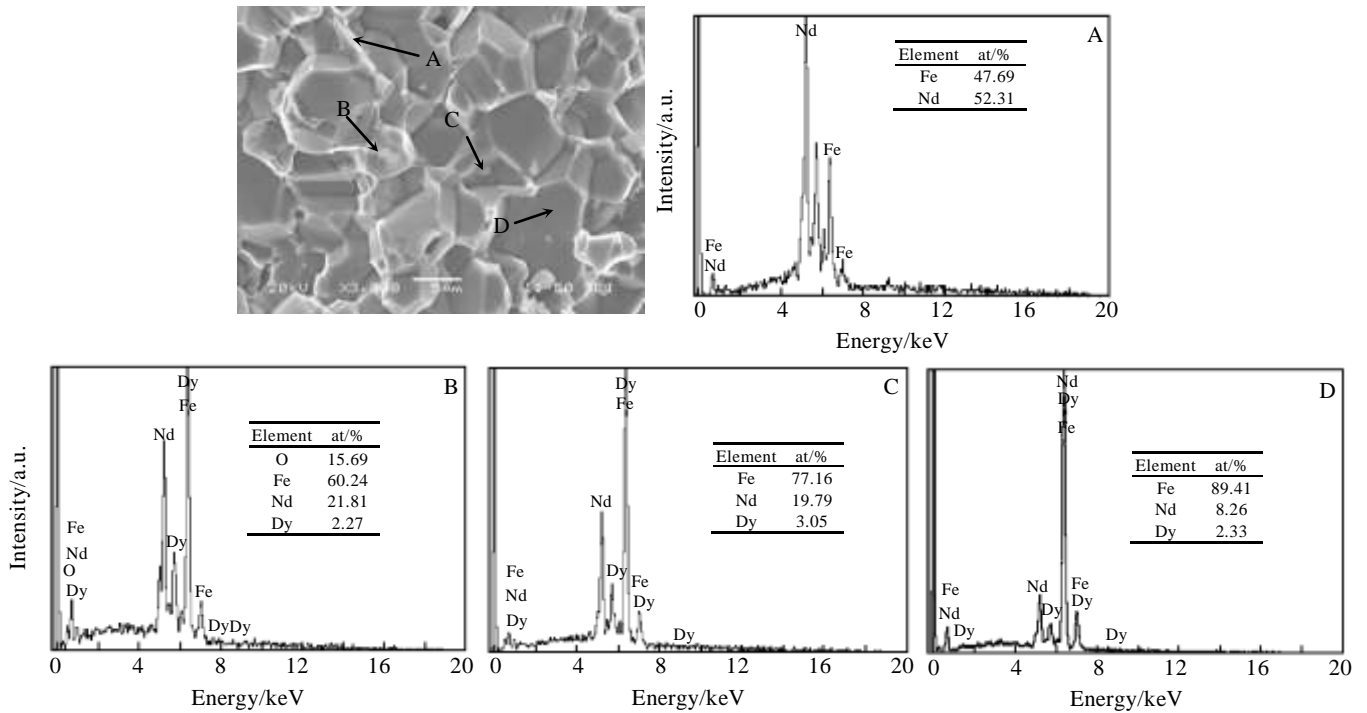 A
B
C
D
A
Nd
Element at/%
Fe 47.69
Nd 52.31
Fe
Fe
Nd
Fe
Intensity/a.u.
0 4 8 12 16 20
Energy/keV
B
Dy
Fe
Element at/%
O 15.69
Fe 60.24
Nd 21.81
Dy 2.27
Nd
Fe
Nd
O
Dy
Dy
Fe
DyDy
Intensity/a.u.
0 4 8 12 16 20
Energy/keV
C
Dy
Fe
Element at/%
Fe 77.16
Nd 19.79
Dy 3.05
Nd
Fe
Nd
Dy
Dy
Fe
Dy
Dy
0 4 8 12 16 20
Energy/keV
D
Nd
Dy
Fe
Element at/%
Fe 89.41
Nd 8.26
Dy 2.33
Fe
Nd
Dy
Nd
Dy
Fe
Dy
Dy
0 4 8 12 16 20
Energy/keV